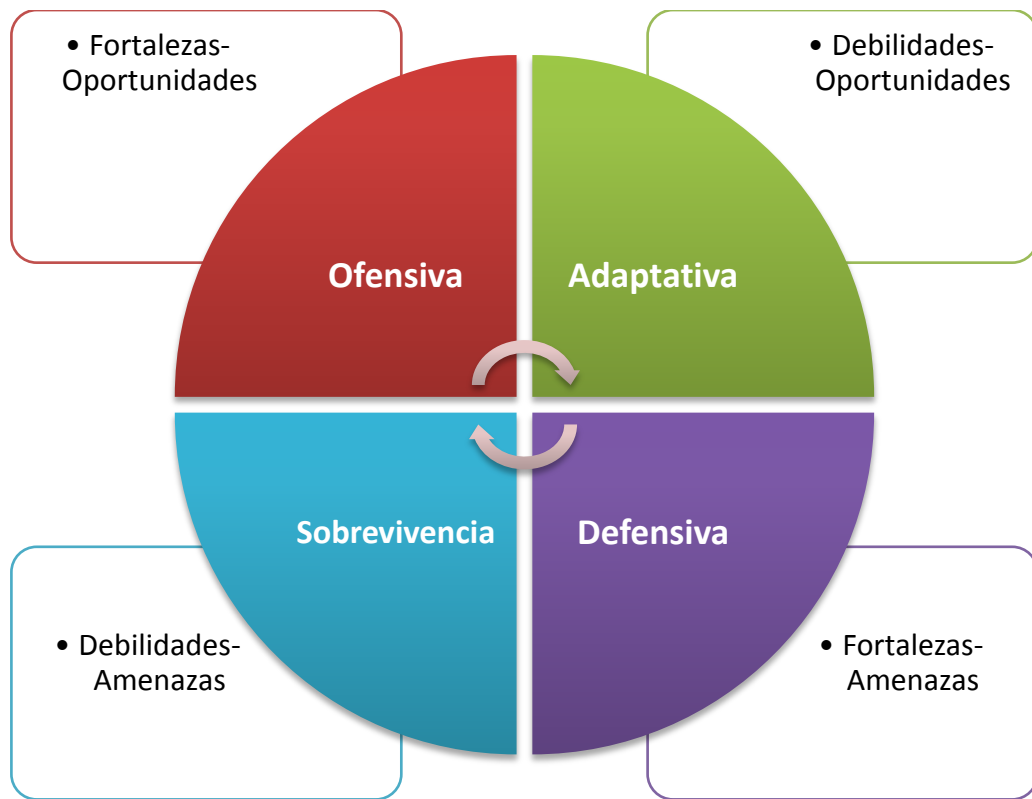 • Fortalezas-
Oportunidades
• Debilidades-
Oportunidades
Ofensiva
Adaptativa
Sobrevivencia
Defensiva
• Debilidades-
Amenazas
• Fortalezas-
Amenazas